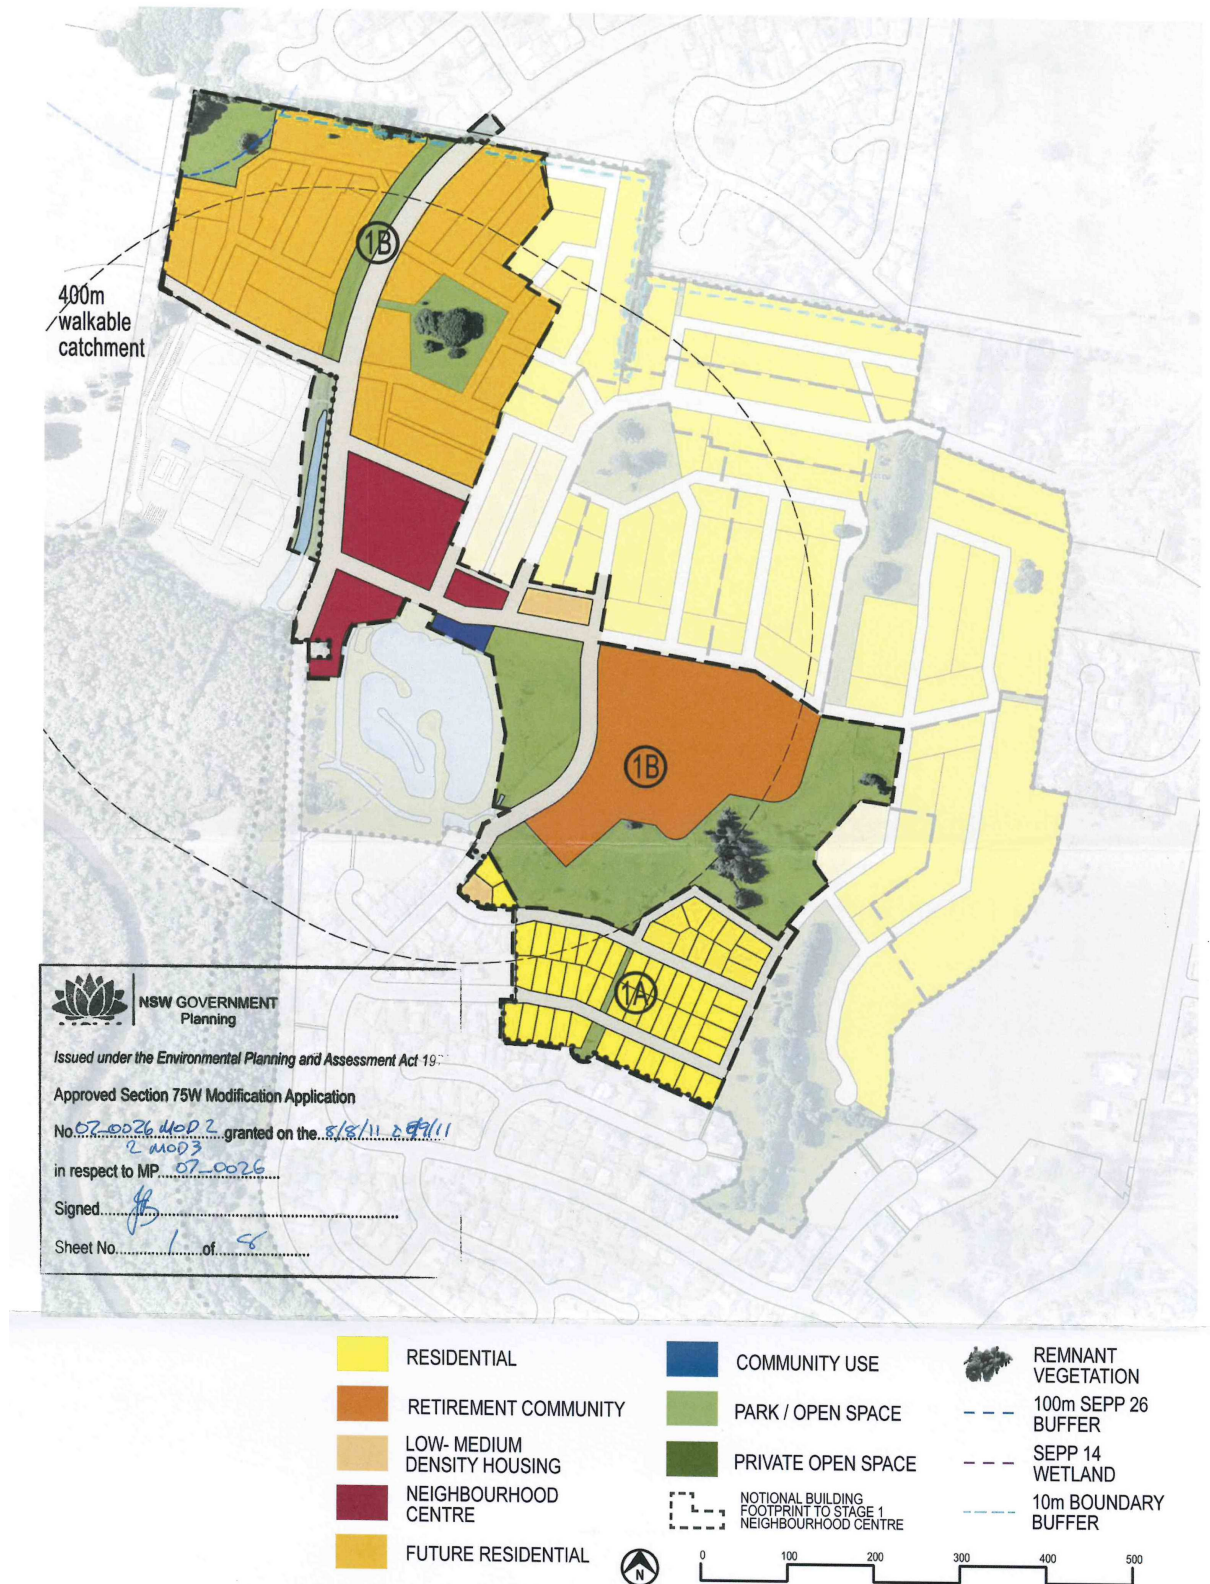 1B
400m
walkable
catchment
1B
1A
NSW GOVERNMENT
Planning
Issued under the Environmental Planning and Assessment Act 19
Approved Section 75W Modification Application
No. 07_0026 MOD 2 granted on the 8/8/11 &
2 MOD3
in respect to MP 07_0026
Signed
Sheet No. 1 of 8
RESIDENTIAL
RETIREMENT COMMUNITY
LOW- MEDIUM
DENSITY HOUSING
NEIGHBOURHOOD
CENTRE
FUTURE RESIDENTIAL
COMMUNITY USE
PARK / OPEN SPACE
PRIVATE OPEN SPACE
NOTIONAL BUILDING
FOOTPRINT TO STAGE 1
NEIGHBOURHOOD CENTRE
REMNANT
VEGETATION
100m SEPP 26
BUFFER
SEPP 14
WETLAND
10m BOUNDARY
BUFFER
N
0 100 200 300 400 500